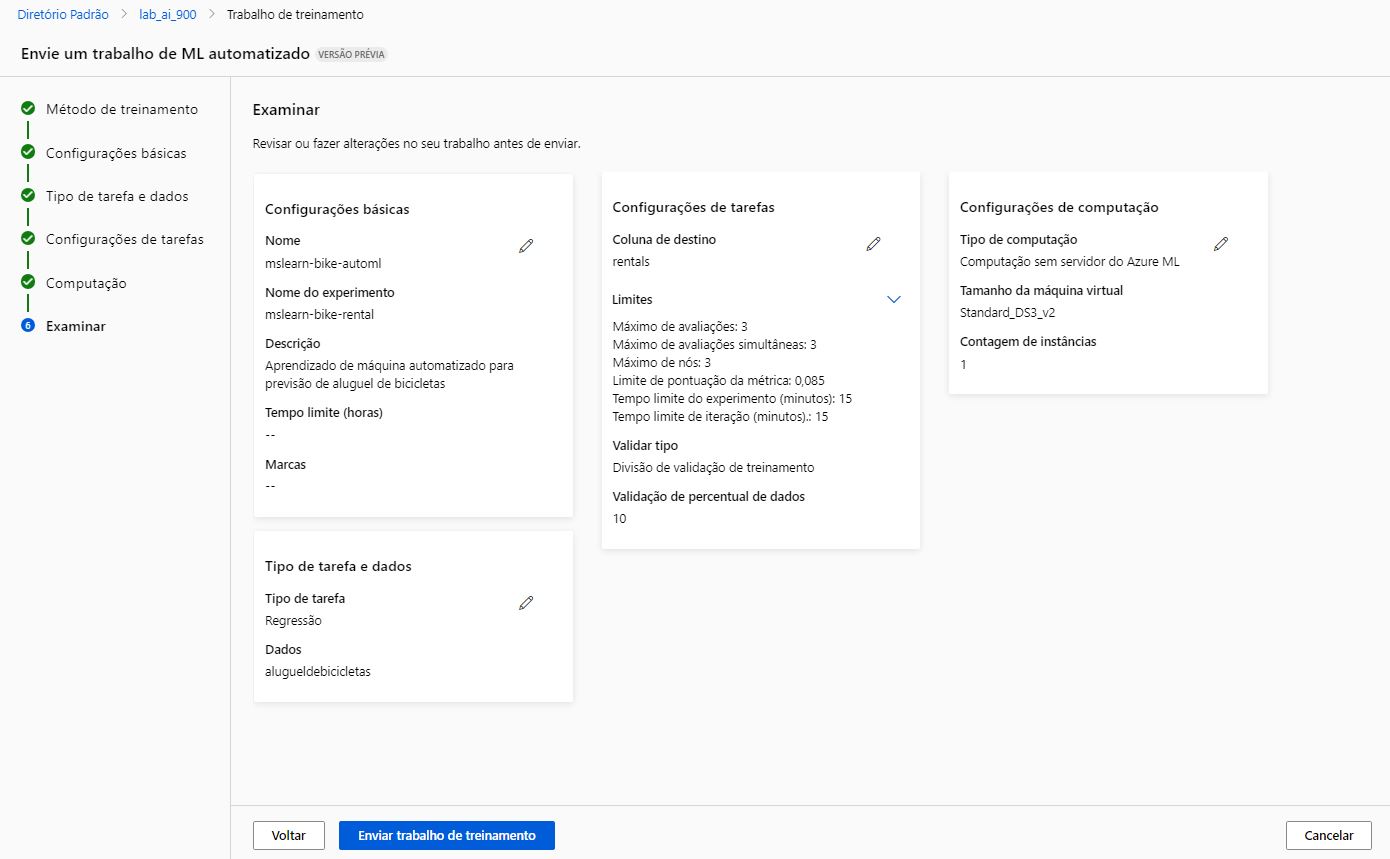 Diretório Padrão > lab_ai_900 > Trabalho de treinamento
Envie um trabalho de ML automatizado VERSÃO PRÉVIA
Método de treinamento
Configurações básicas
Tipo de tarefa e dados
Configurações de tarefas
Computação
6 Examinar
Examinar
Revisar ou fazer alterações no seu trabalho antes de enviar.
Configurações básicas
Nome
mslearn-bike-automl
Nome do experimento
mslearn-bike-rental
Descrição
Aprendizado de máquina automatizado para
previsão de aluguel de bicicletas
Tempo limite (horas)
--
Marcas
--
Tipo de tarefa e dados
Tipo de tarefa
Regressão
Dados
alugueldebicicletas
Configurações de tarefas
Coluna de destino
rentals
Limites
Máximo de avaliações: 3
Máximo de avaliações simultâneas: 3
Máximo de nós: 3
Limite de pontuação da métrica: 0,085
Tempo limite do experimento (minutos): 15
Tempo limite de iteração (minutos).: 15
Validar tipo
Divisão de validação de treinamento
Validação de percentual de dados
10
Configurações de computação
Tipo de computação
Computação sem servidor do Azure ML
Tamanho da máquina virtual
Standard_DS3_v2
Contagem de instâncias
1
Voltar
Enviar trabalho de treinamento
Cancelar